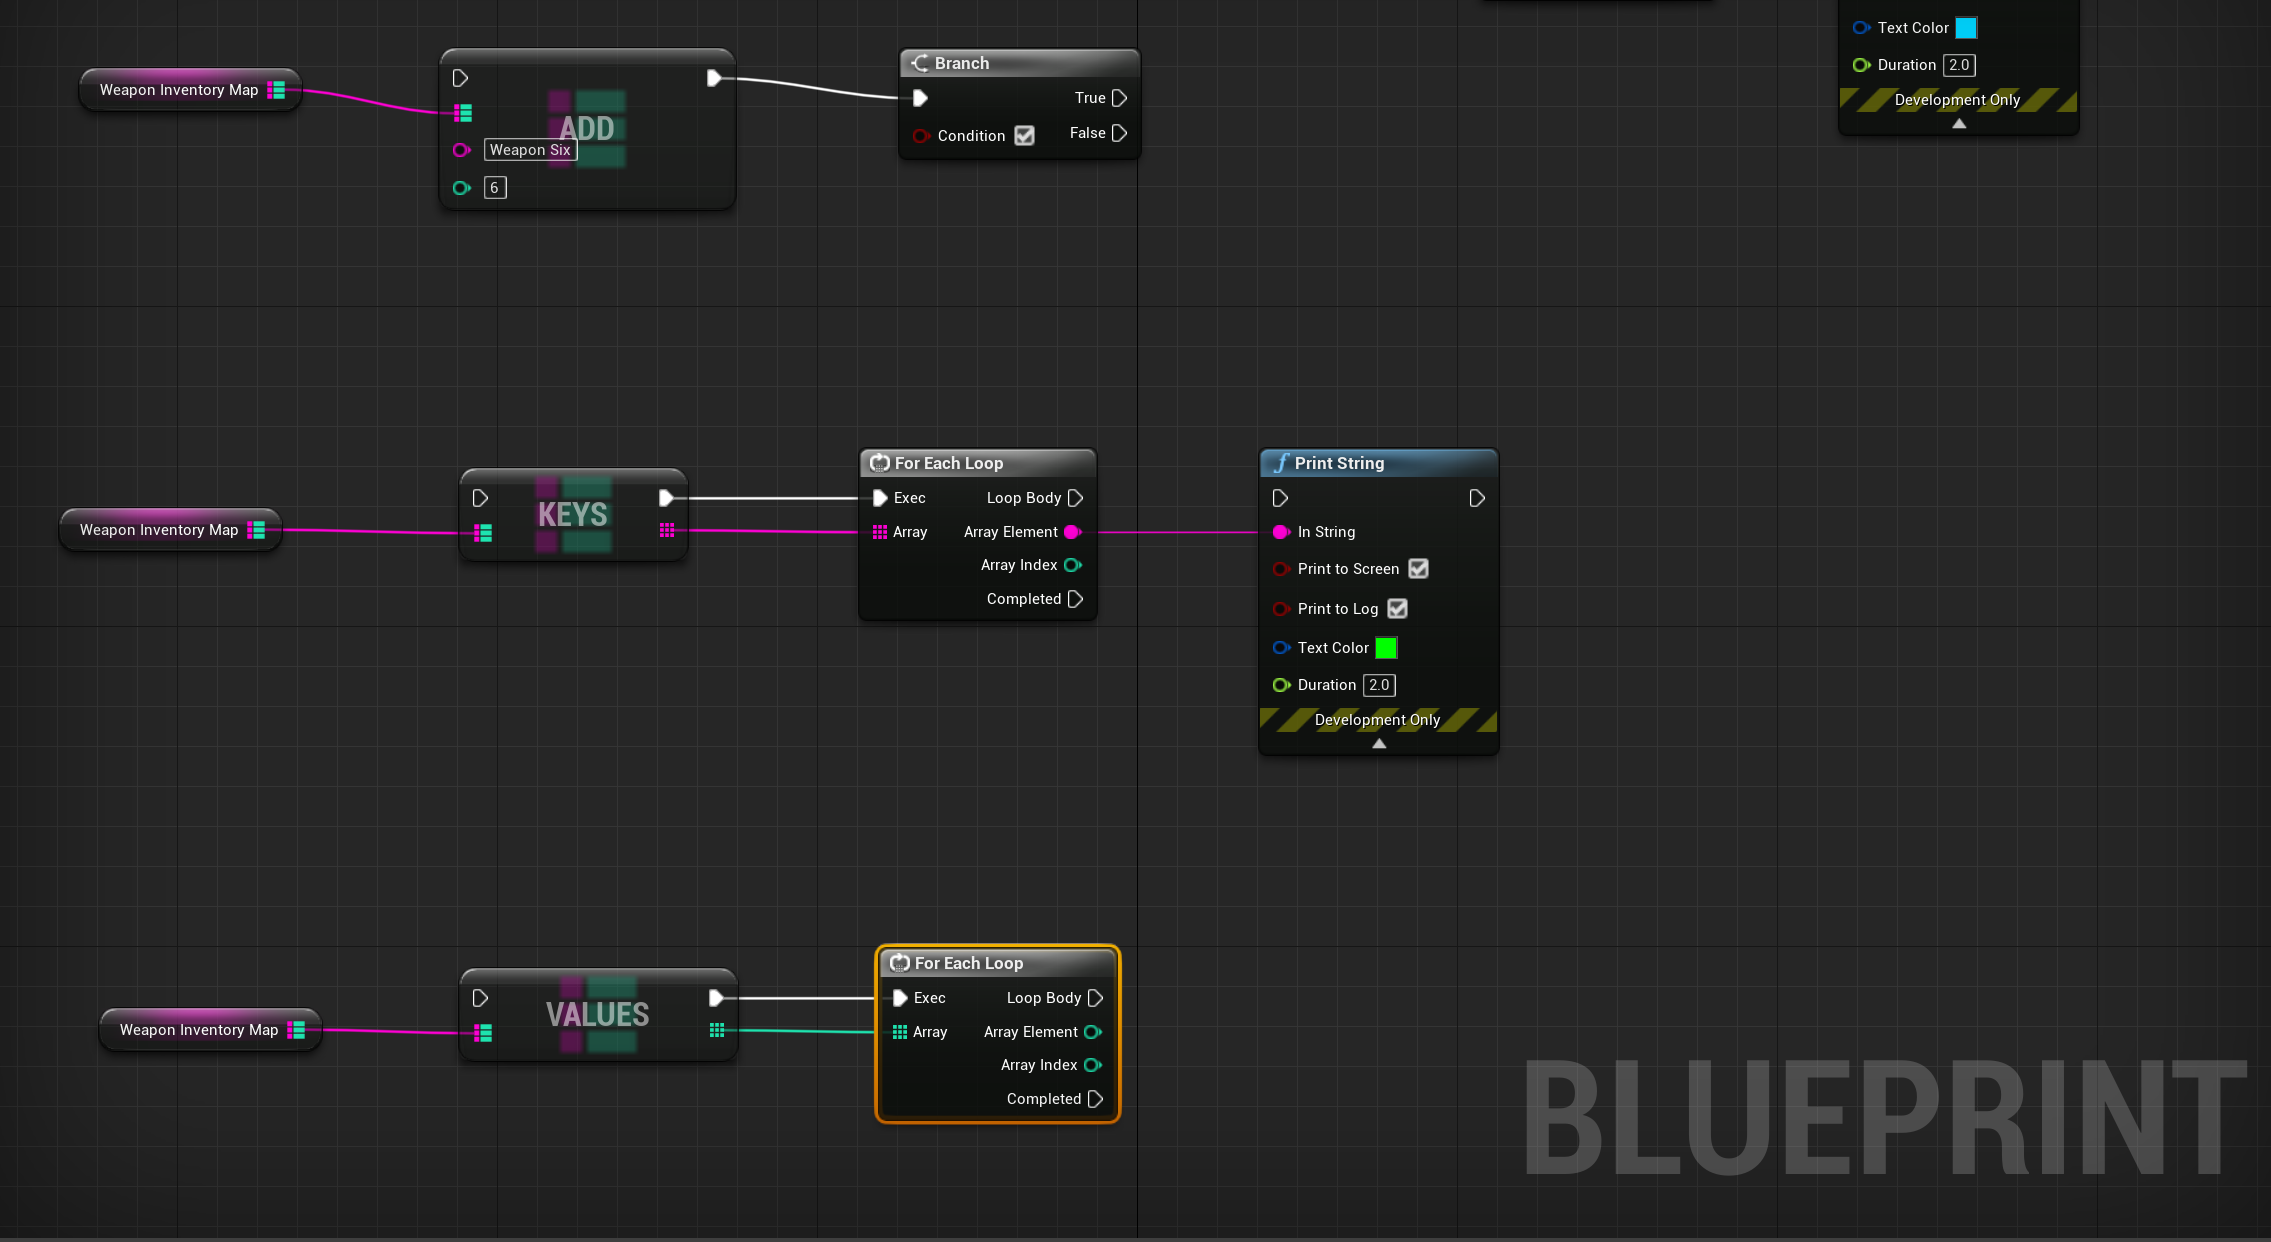 Text Color
Duration 2.0
Development Only
Weapon Inventory Map
ADD
Weapon Six
6
Branch
True
Condition
False
Weapon Inventory Map
KEYS
For Each Loop
Exec
Loop Body
Array
Array Element
Array Index
Completed
Print String
In String
Print to Screen
Print to Log
Text Color
Duration 2.0
Development Only
Weapon Inventory Map
VALUES
For Each Loop
Exec
Loop Body
Array
Array Element
Array Index
Completed
BLUEPRINT